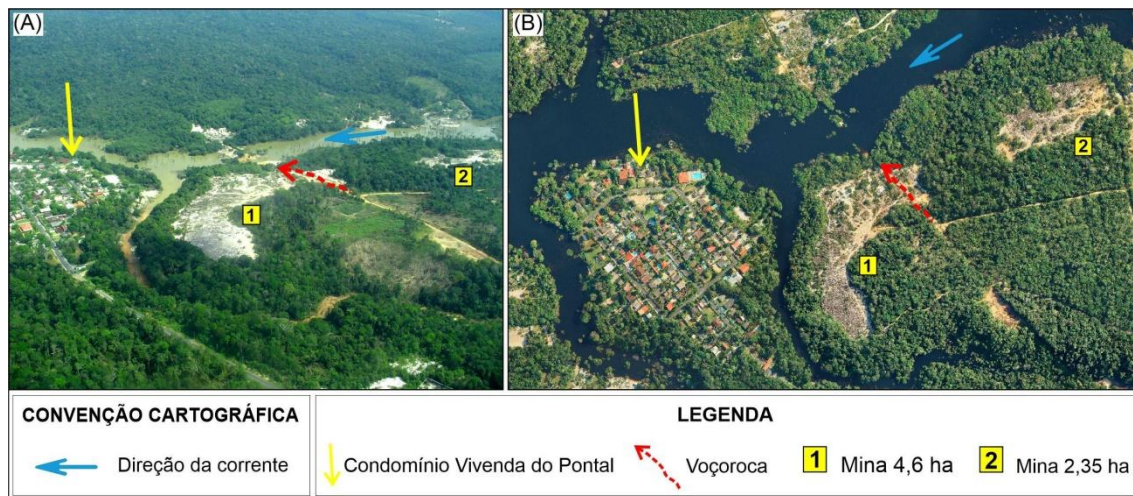 (A)
2
1
(B)
2
1
CONVENÇÃO CARTOGRÁFICA
Direção da corrente
LEGENDA
Condomínio Vivenda do Pontal
Voçoroca
1 Mina 4,6 ha
2 Mina 2,35 ha